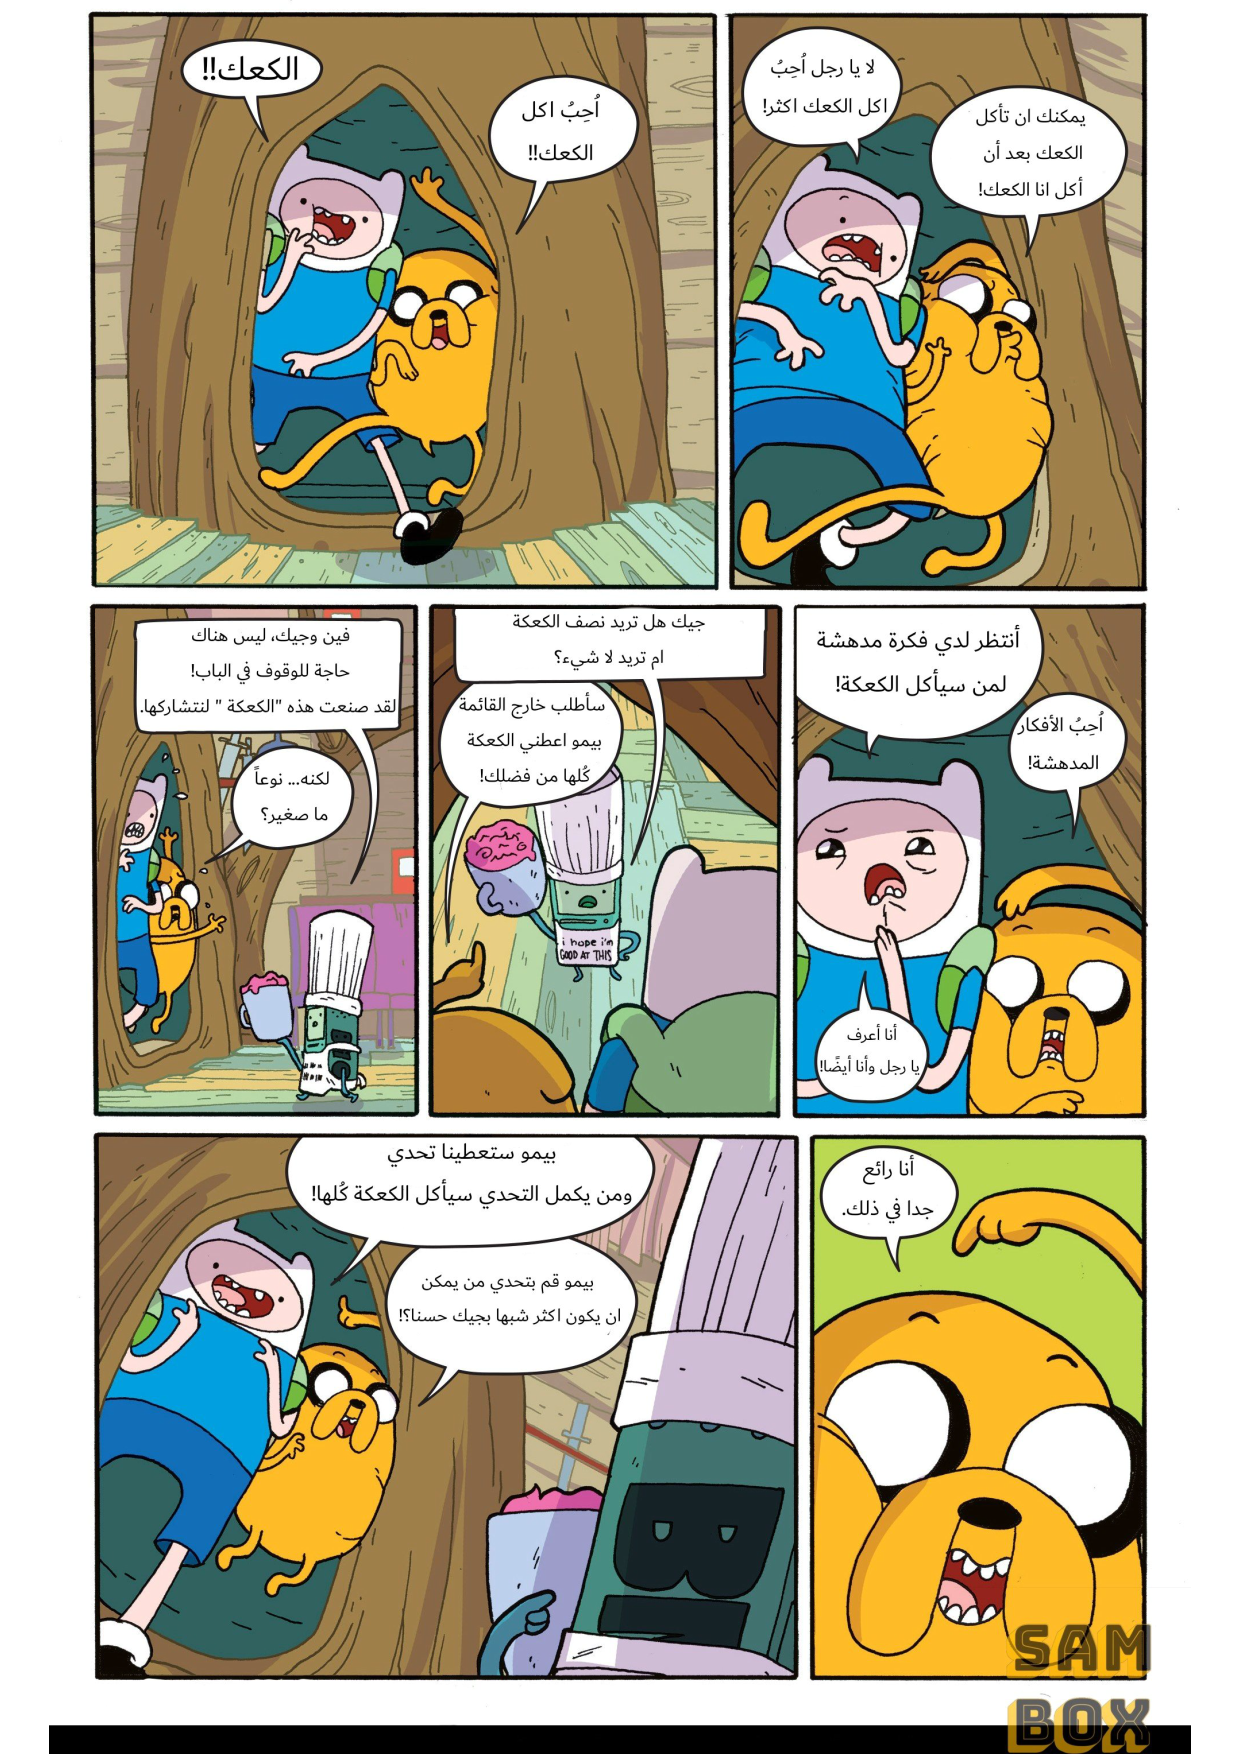 لا يا رجل اُحِبُ
اكل الكعك اكثر!
يمكنك ان تأكل
الكعك بعد أن
أكل انا الكعك!
الكعك!!
اُحِبُ اكل
الكعك!!
أنتظر لدي فكرة مدهشة
لمن سيأكل الكعكة!
اُحِبُ الأفكار
المدهشة!
أنا أعرف
يا رجل وأنا أيضًا!
جيك هل تريد نصف الكعكة
ام تريد لا شيء؟
سأطلب خارج القائمة
بيمو اعطني الكعكة
كُلها من فضلك!
i hope i'm
GOOD AT THIS
فين وجيك، ليس هناك
حاجة للوقوف في الباب!
لقد صنعت هذه "الكعكة " لنتشاركها.
لكنه... نوعاً
ما صغير؟
أنا رائع
جدا في ذلك.
بيمو ستعطينا تحدي
ومن يكمل التحدي سيأكل الكعكة كُلها!
بيمو قم بتحدي من يمكن
ان يكون اكثر شبها بجيك حسنا؟!
SAM
BOX